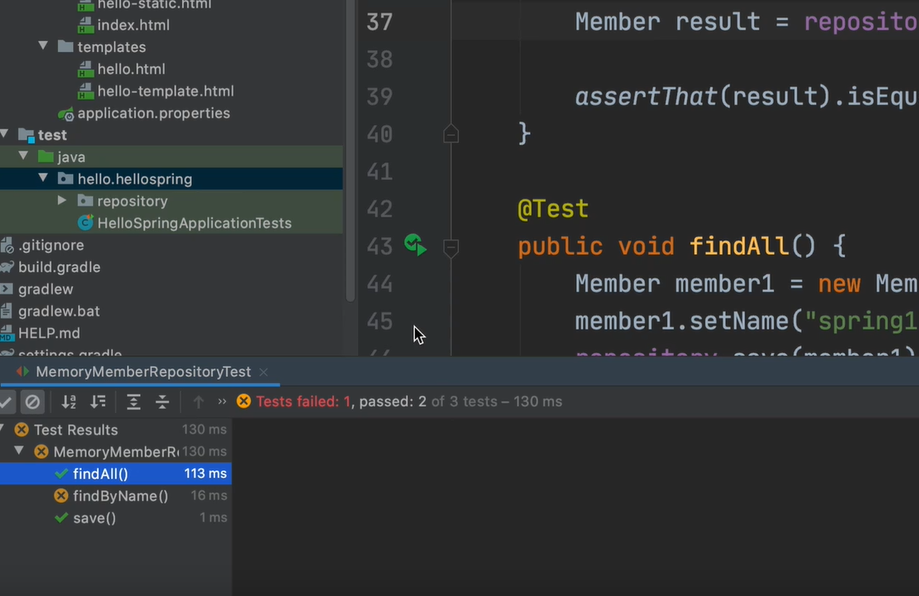 hello-static.html
index.html
templates
hello.html
hello-template.html
application.properties
test
java
hello.hellospring
repository
HelloSpringApplicationTests
.gitignore
build.gradle
gradlew
gradlew.bat
HELP.md
settings.gradle
37 Member result = reposito
38
39 assertThat(result).isEqu
40 }
41
42 @Test
43 public void findAll() {
44 Member member1 = new Mem
45 member1.setName("spring1
repository.save(member1)
MemoryMemberRepositoryTest
Tests failed: 1, passed: 2 of 3 tests – 130 ms
Test Results 130 ms
MemoryMemberRe 130 ms
findAll() 113 ms
findByName() 16 ms
save() 1 ms